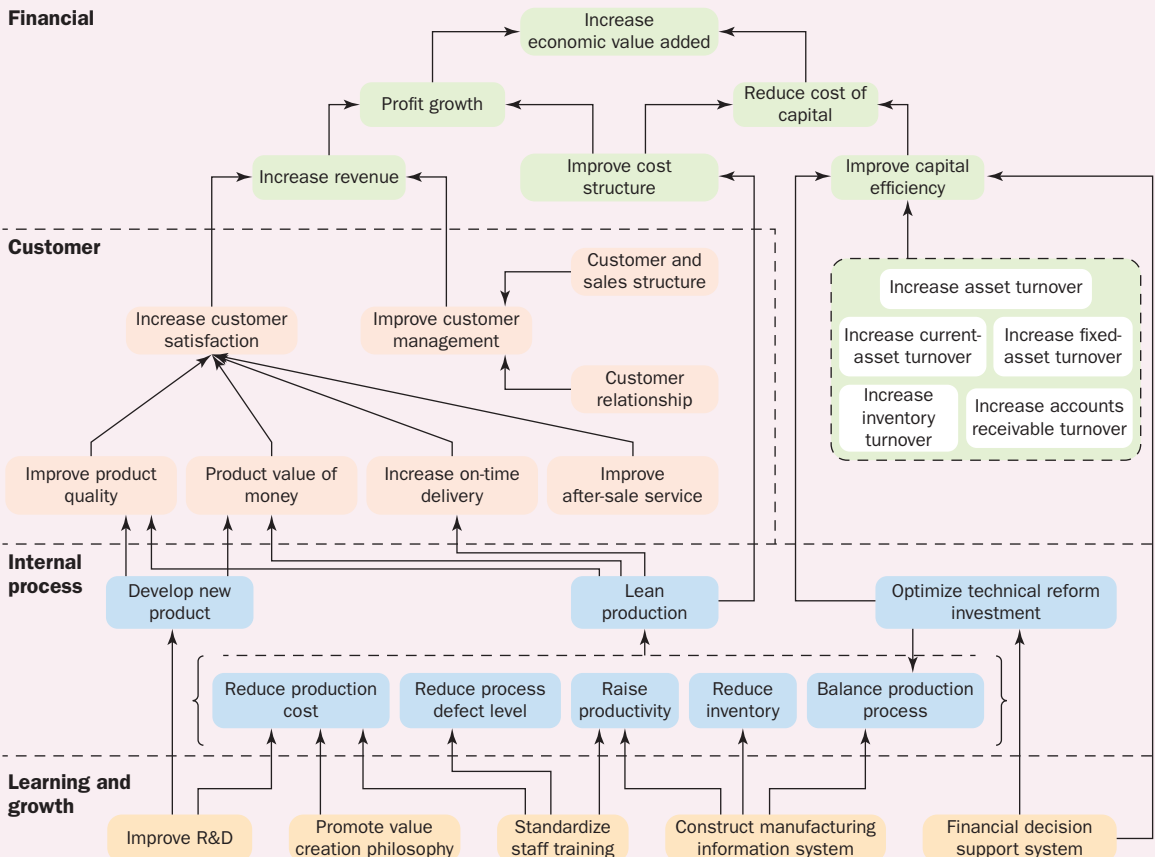 Financial
Increase
economic value added
Profit growth
Reduce cost of
capital
Increase revenue
Improve cost
structure
Improve capital
efficiency
Customer
Customer and
sales structure
Increase asset turnover
Increase customer
satisfaction
Improve customer
management
Increase current-
asset turnover
Increase fixed-
asset turnover
Customer
relationship
Increase
inventory
turnover
Increase accounts
receivable turnover
Improve product
quality
Product value of
money
Increase on-time
delivery
Improve
after-sale service
Internal
process
Develop new
product
Lean
production
Optimize technical reform
investment
Reduce production
cost
Reduce process
defect level
Raise
productivity
Reduce
inventory
Balance production
process
Learning and
growth
Improve R&D
Promote value
creation philosophy
Standardize
staff training
Construct manufacturing
information system
Financial decision
support system